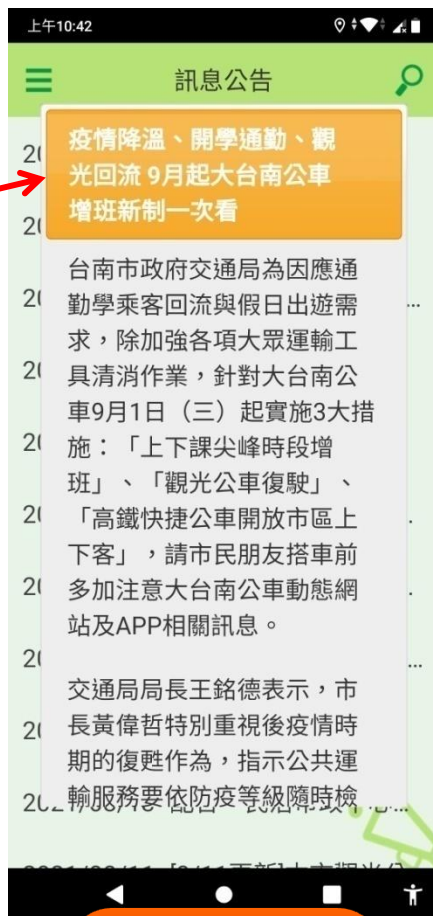 上午10:42
訊息公告
疫情降溫、開學通勤、觀
光回流 9月起大台南公車
增班新制一次看
台南市政府交通局為因應通
勤學乘客回流與假日出遊需
求，除加強各項大眾運輸工
具清消作業，針對大台南公
車9月1日（三）起實施3大措
施：「上下課尖峰時段增
班」、「觀光公車復駛」、
「高鐵快捷公車開放市區上
下客」，請市民朋友搭車前
多加注意大台南公車動態網
站及APP相關訊息。
交通局局長王銘德表示，市
長黃偉哲特別重視後疫情時
期的復甦作為，指示公共運
輸服務要依防疫等級隨時檢